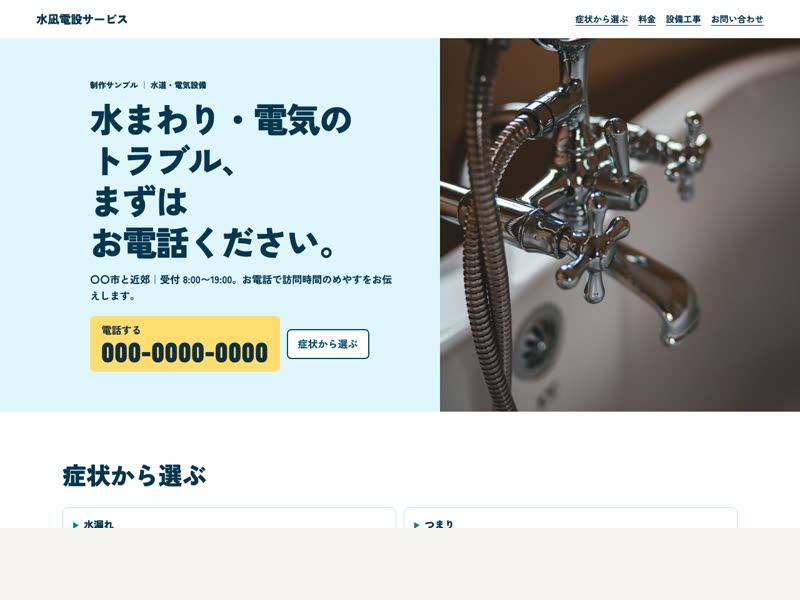 水凪電設サービス
症状から選ぶ 料金 設備工事 お問い合わせ
制作サンプル | 水道・電気設備
水まわり・電気の
トラブル、
まずは
お電話ください。
〇〇市と近郊|受付 8:00〜19:00。お電話で訪問時間のめやすをお伝
えします。
電話する
000-0000-0000
症状から選ぶ
症状から選ぶ
▶ 水漏れ
▶ つまり